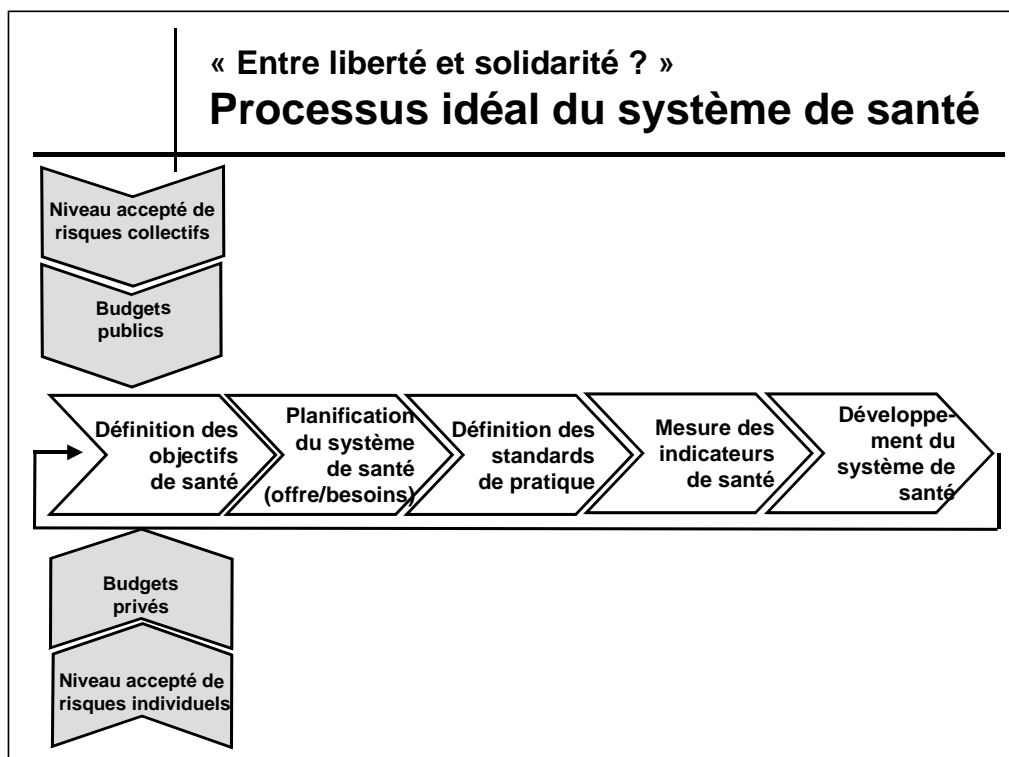 « Entre liberté et solidarité ? »
Processus idéal du système de santé
Niveau accepté de
risques collectifs
Budgets
publics
Définition des
objectifs
de santé
Planification
du système
de santé
(offre/besoins)
Définition des
standards
de pratique
Mesure des
indicateurs
de santé
Développe-
ment du
système de
santé
Budgets
privés
Niveau accepté de
risques individuels